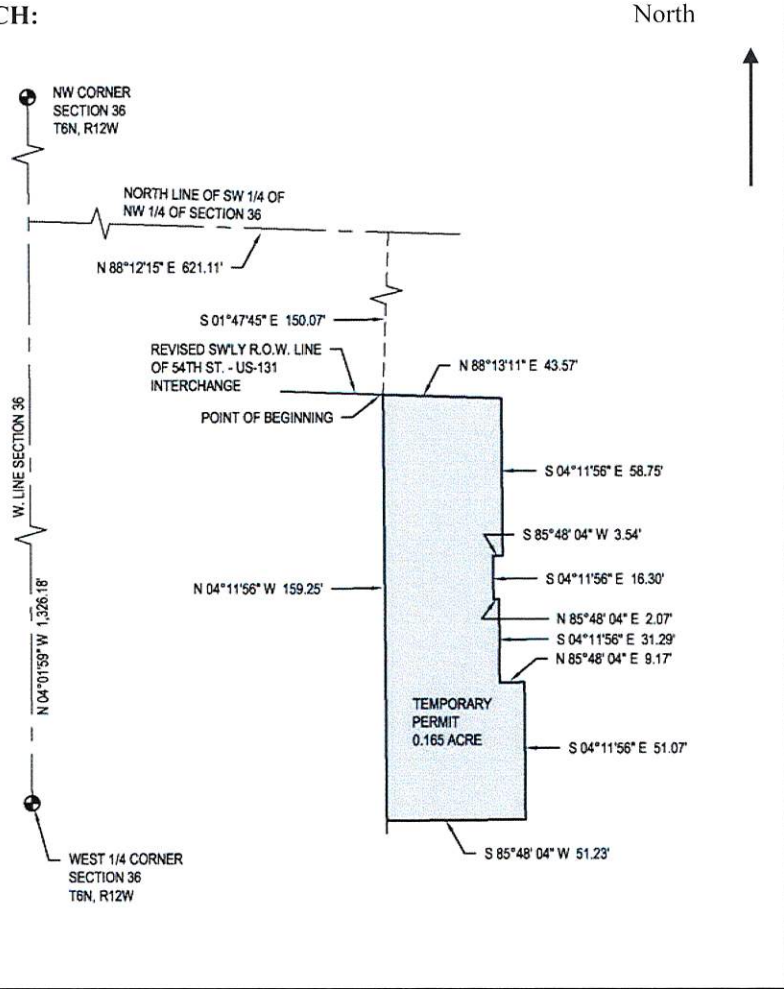 CH:
North
NW CORNER
SECTION 36
T6N, R12W
NORTH LINE OF SW 1/4 OF
NW 1/4 OF SECTION 36
N 88°12'15" E 621.11'
S 01°47'45" E 150.07'
REVISED SW'LY R.O.W. LINE
OF 54TH ST. - US-131
INTERCHANGE
N 88°13'11" E 43.57'
POINT OF BEGINNING
W. LINE SECTION 36
S 04°11'56" E 58.75'
S 85°48' 04" W 3.54'
S 04°11'56" E 16.30'
N 04°11'56" W 159.25'
N 04°01'59" W 1,326.18'
N 85°48' 04" E 2.07'
S 04°11'56" E 31.29'
N 85°48' 04" E 9.17'
TEMPORARY
PERMIT
0.165 ACRE
S 04°11'56" E 51.07'
S 85°48' 04" W 51.23'
WEST 1/4 CORNER
SECTION 36
T6N, R12W